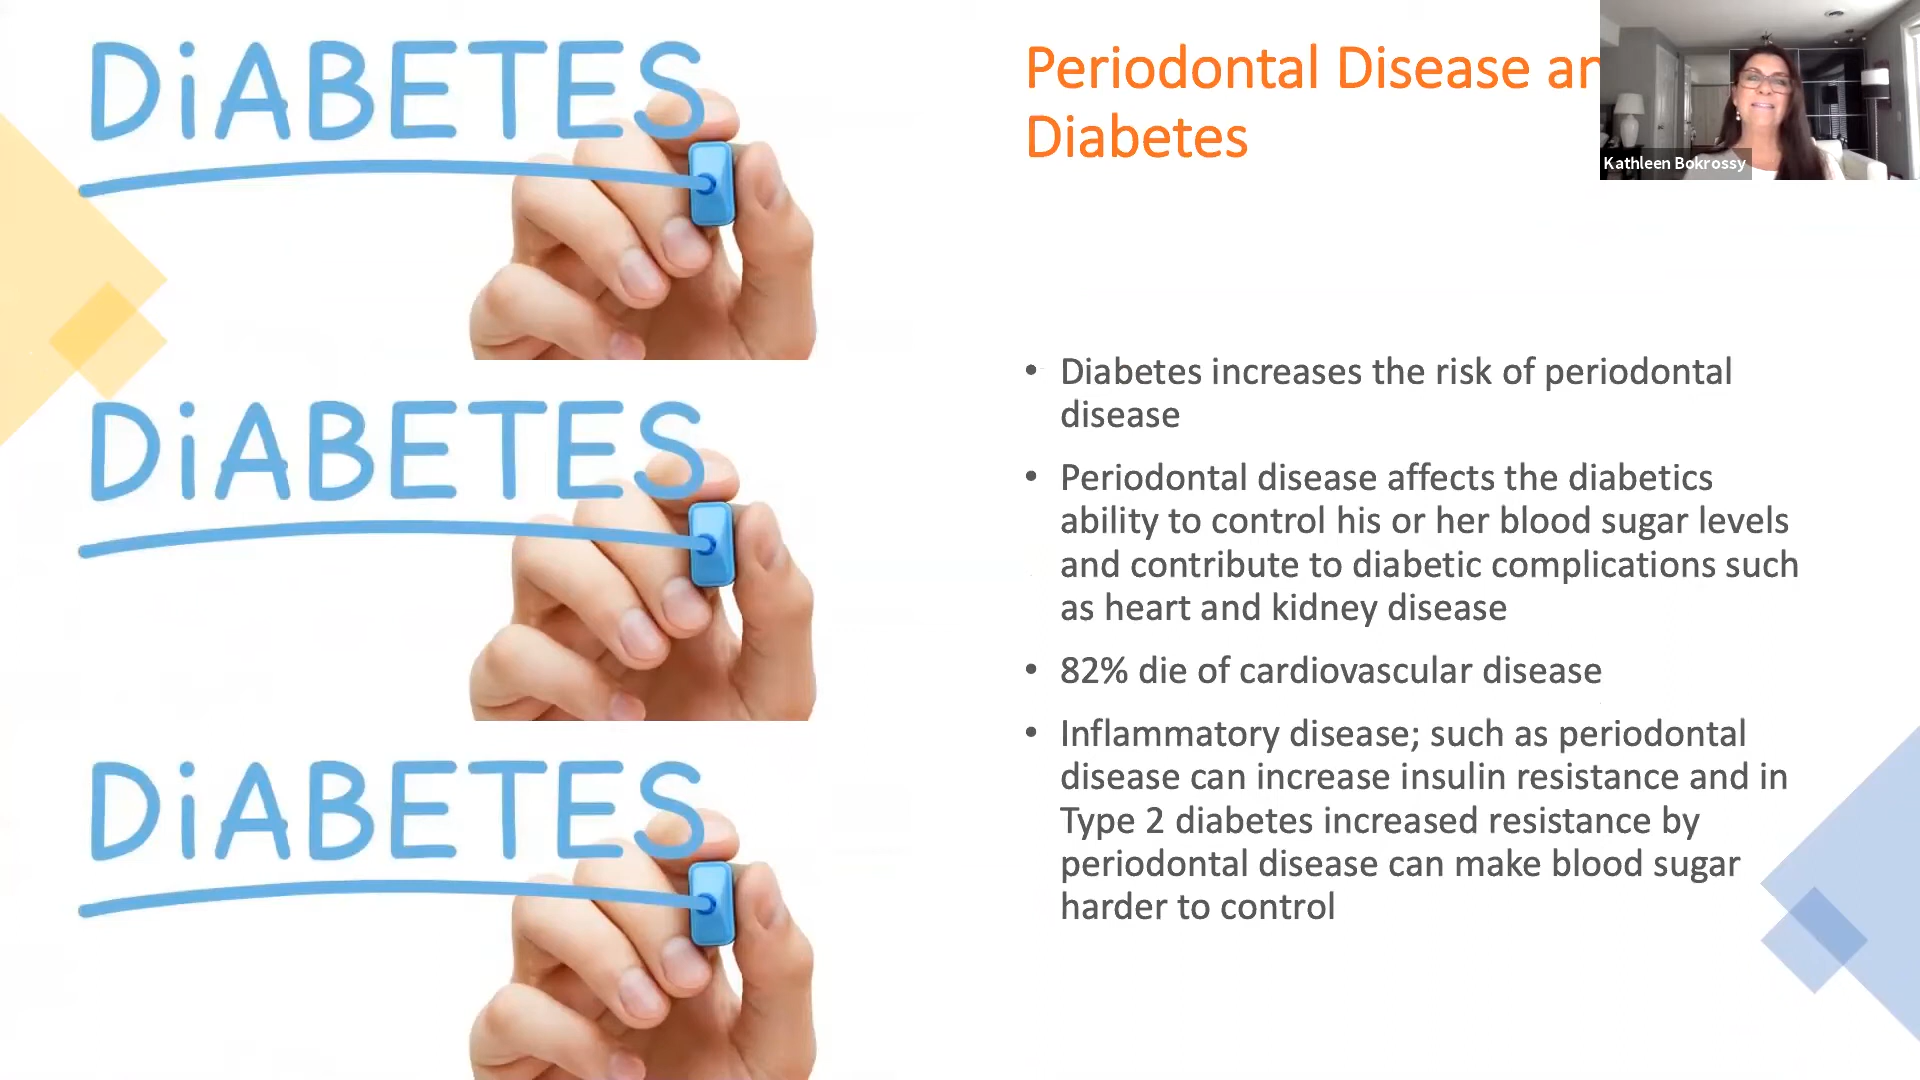 DiABETES
DiABETES
DiABETES
Periodontal Disease an
Diabetes
Kathleen Bokrossy
• Diabetes increases the risk of periodontal
disease
• Periodontal disease affects the diabetics
ability to control his or her blood sugar levels
and contribute to diabetic complications such
as heart and kidney disease
• 82% die of cardiovascular disease
• Inflammatory disease; such as periodontal
disease can increase insulin resistance and in
Type 2 diabetes increased resistance by
periodontal disease can make blood sugar
harder to control